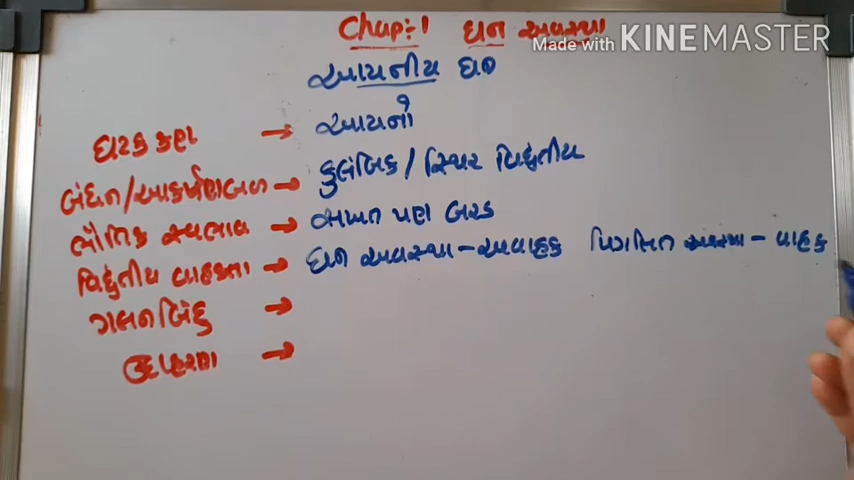 Chap:-1 ઘન અવસ્થા
Made with KINEMASTER
આયનીય ઘન
ઘટક કણ → આયનો
બંધન/આકર્ષણબળ → કુલંબિક/સ્થિર વિદ્યુતીય
ભૌતિક સ્વભાવ → સખત પણ બરડ
વિદ્યુતીય વાહકતા → ઘન અવસ્થા - અવાહક પિગલિત અવસ્થા - વાહક
ગલનબિંદુ →
ઉદાહરણ →